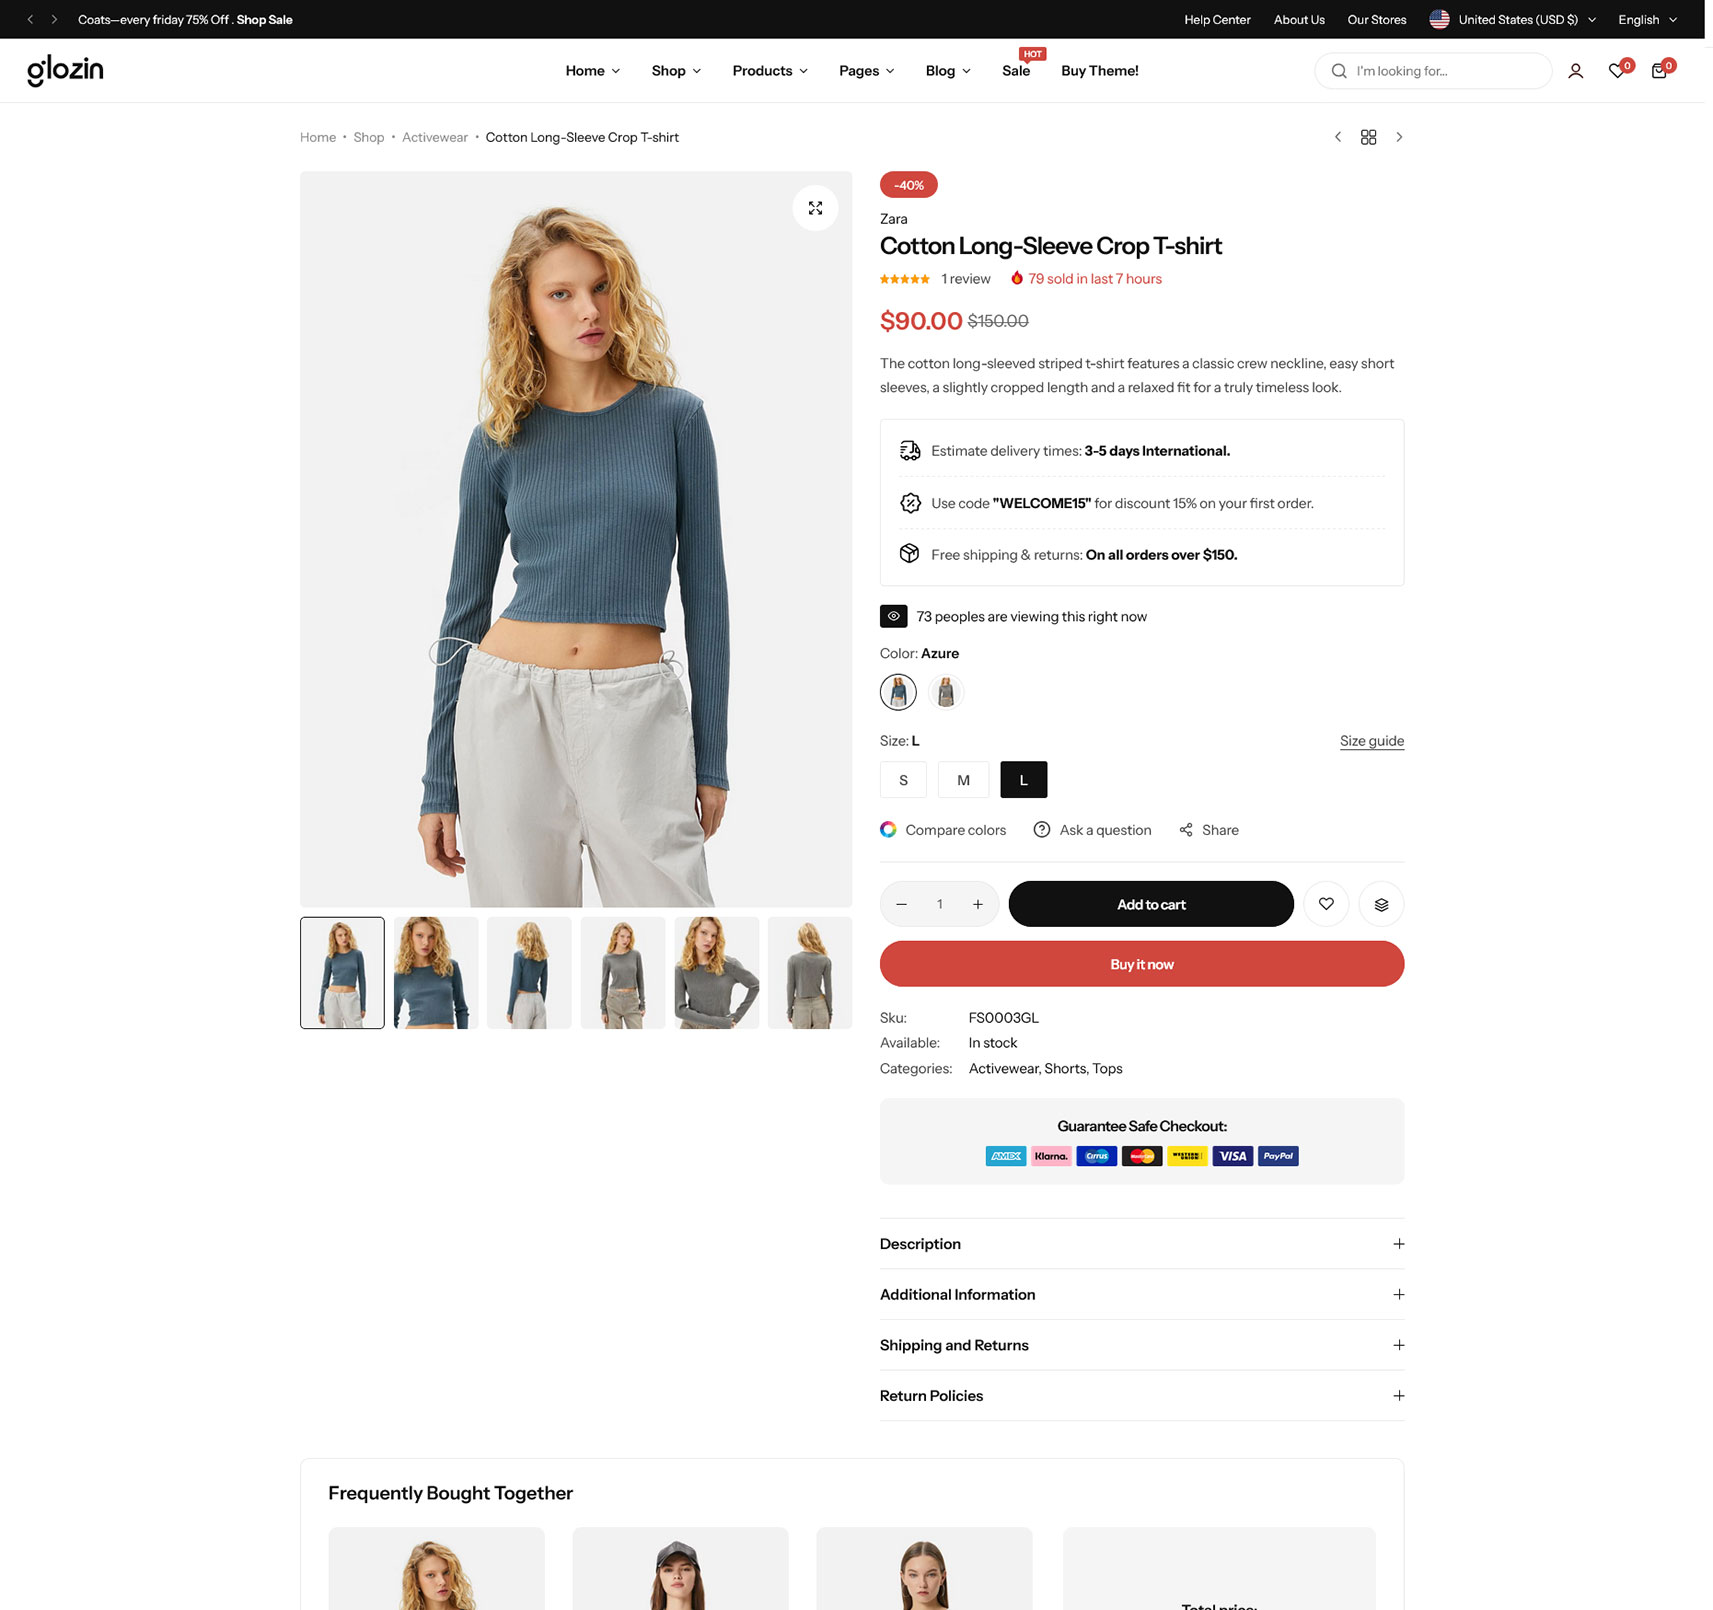 Coats—every friday 75% Off . Shop Sale
Help Center
About Us
Our Stores
United States (USD $)
English
glozin
Home
Shop
Products
Pages
Blog
Sale
HOT
Buy Theme!
I'm looking for...
0
0
Home • Shop • Activewear • Cotton Long-Sleeve Crop T-shirt
-40%
Zara
Cotton Long-Sleeve Crop T-shirt
1 review
79 sold in last 7 hours
$90.00 $150.00
The cotton long-sleeved striped t-shirt features a classic crew neckline, easy short
sleeves, a slightly cropped length and a relaxed fit for a truly timeless look.
Estimate delivery times: 3-5 days International.
Use code "WELCOME15" for discount 15% on your first order.
Free shipping & returns: On all orders over $150.
73 peoples are viewing this right now
Color: Azure
Size: L
Size guide
S
M
L
Compare colors
Ask a question
Share
1
Add to cart
Buy it now
Sku: FS0003GL
Available: In stock
Categories: Activewear, Shorts, Tops
Guarantee Safe Checkout:
AMEX
Klarna.
Cirrus
MasterCard
WESTERN UNION
VISA
PayPal
Description
Additional Information
Shipping and Returns
Return Policies
Frequently Bought Together
Total price: